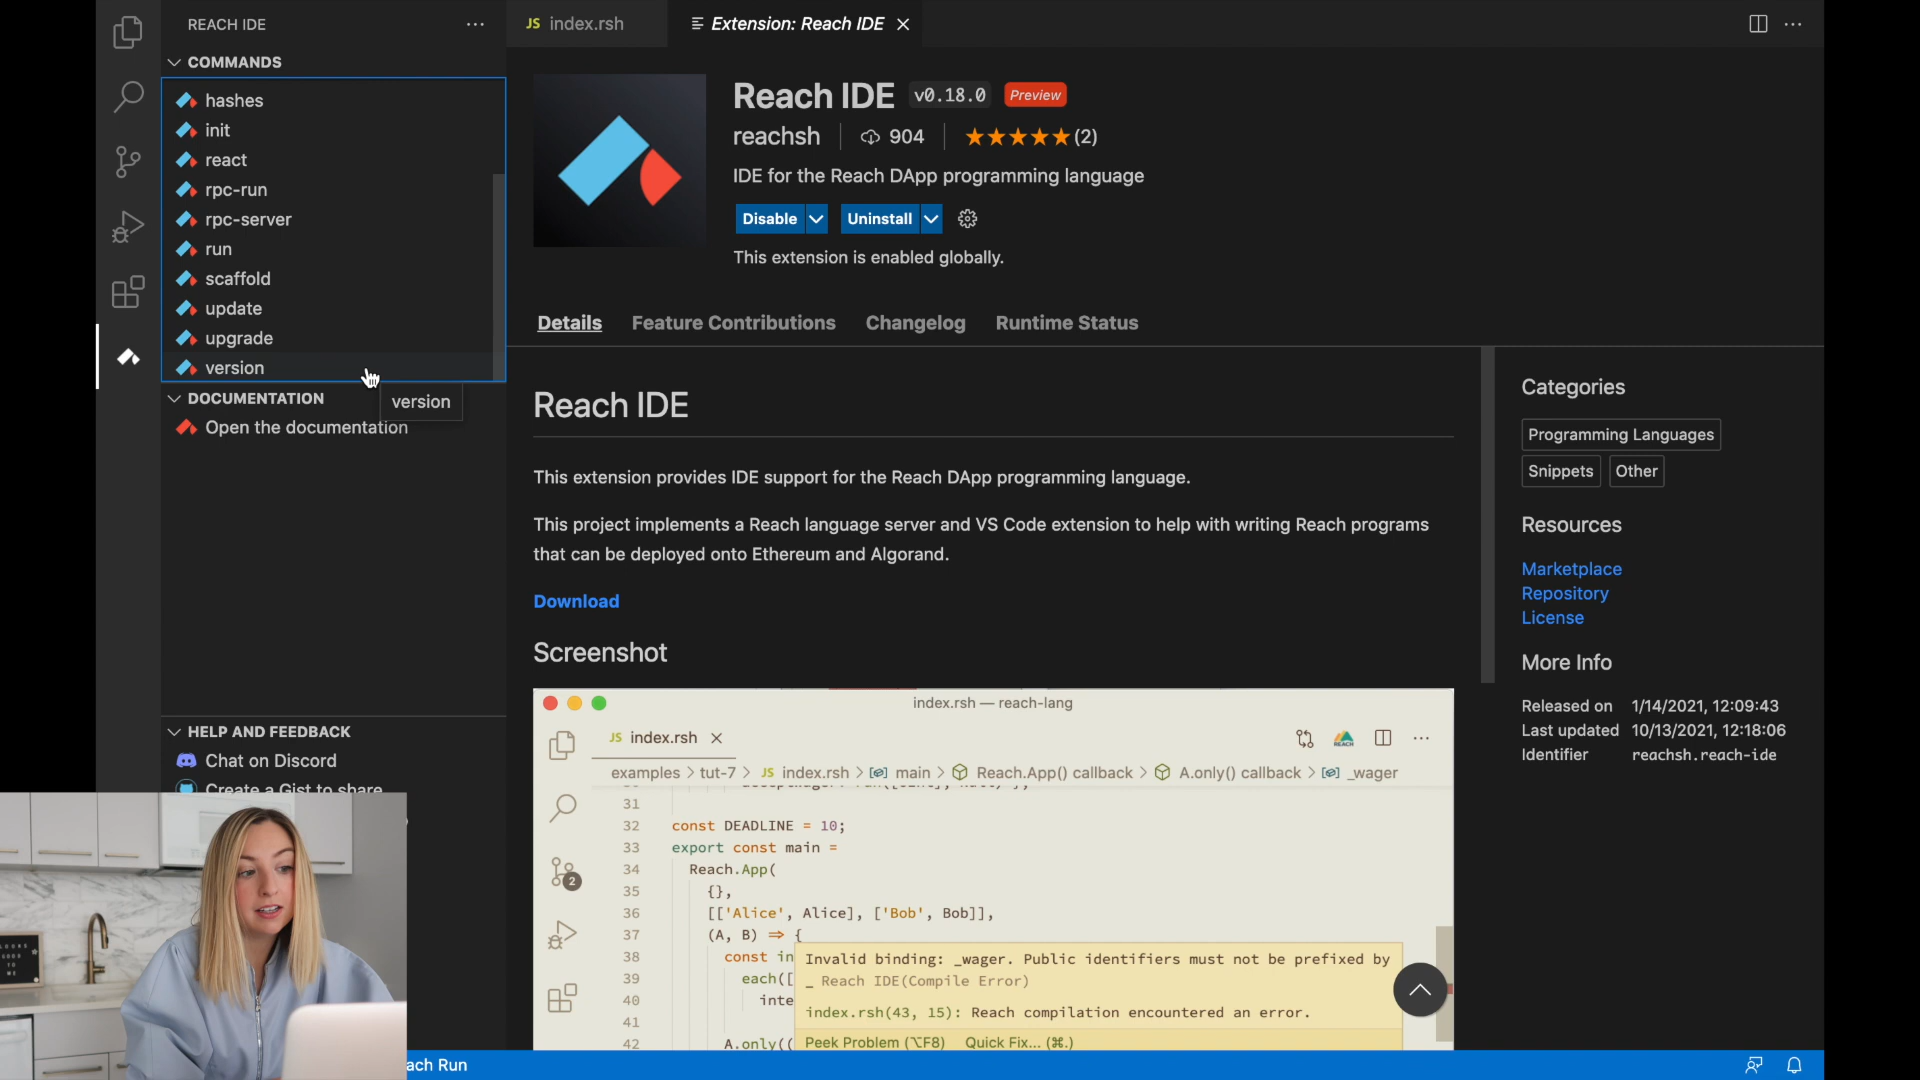 REACH IDE
COMMANDS
hashes
init
react
rpc-run
rpc-server
run
scaffold
update
upgrade
version
version
DOCUMENTATION
Open the documentation
HELP AND FEEDBACK
Chat on Discord
Create a Gist to share
JS index.rsh
Extension: Reach IDE
Reach IDE v0.18.0 Preview
reachsh 904 (2)
IDE for the Reach DApp programming language
Disable Uninstall
This extension is enabled globally.
Details Feature Contributions Changelog Runtime Status
Reach IDE
This extension provides IDE support for the Reach DApp programming language.
This project implements a Reach language server and VS Code extension to help with writing Reach programs
that can be deployed onto Ethereum and Algorand.
Download
Screenshot
index.rsh — reach-lang
JS index.rsh
REACH
examples > tut-7 > JS index.rsh > main > Reach.App() callback > A.only() callback > _wager
31
32 const DEADLINE = 10;
33 export const main =
34 Reach.App(
35 {},
36 [['Alice', Alice], ['Bob', Bob]],
37 (A, B) ⇒ {
38 const in
39 each([
40 inte
41
42 A.only((
2
Invalid binding: _wager. Public identifiers must not be prefixed by
_ Reach IDE(Compile Error)
index.rsh(43, 15): Reach compilation encountered an error.
Peek Problem (⌥F8) Quick Fix... (⌘.)
Categories
Programming Languages
Snippets Other
Resources
Marketplace
Repository
License
More Info
Released on 1/14/2021, 12:09:43
Last updated 10/13/2021, 12:18:06
Identifier reachsh.reach-ide
ach Run